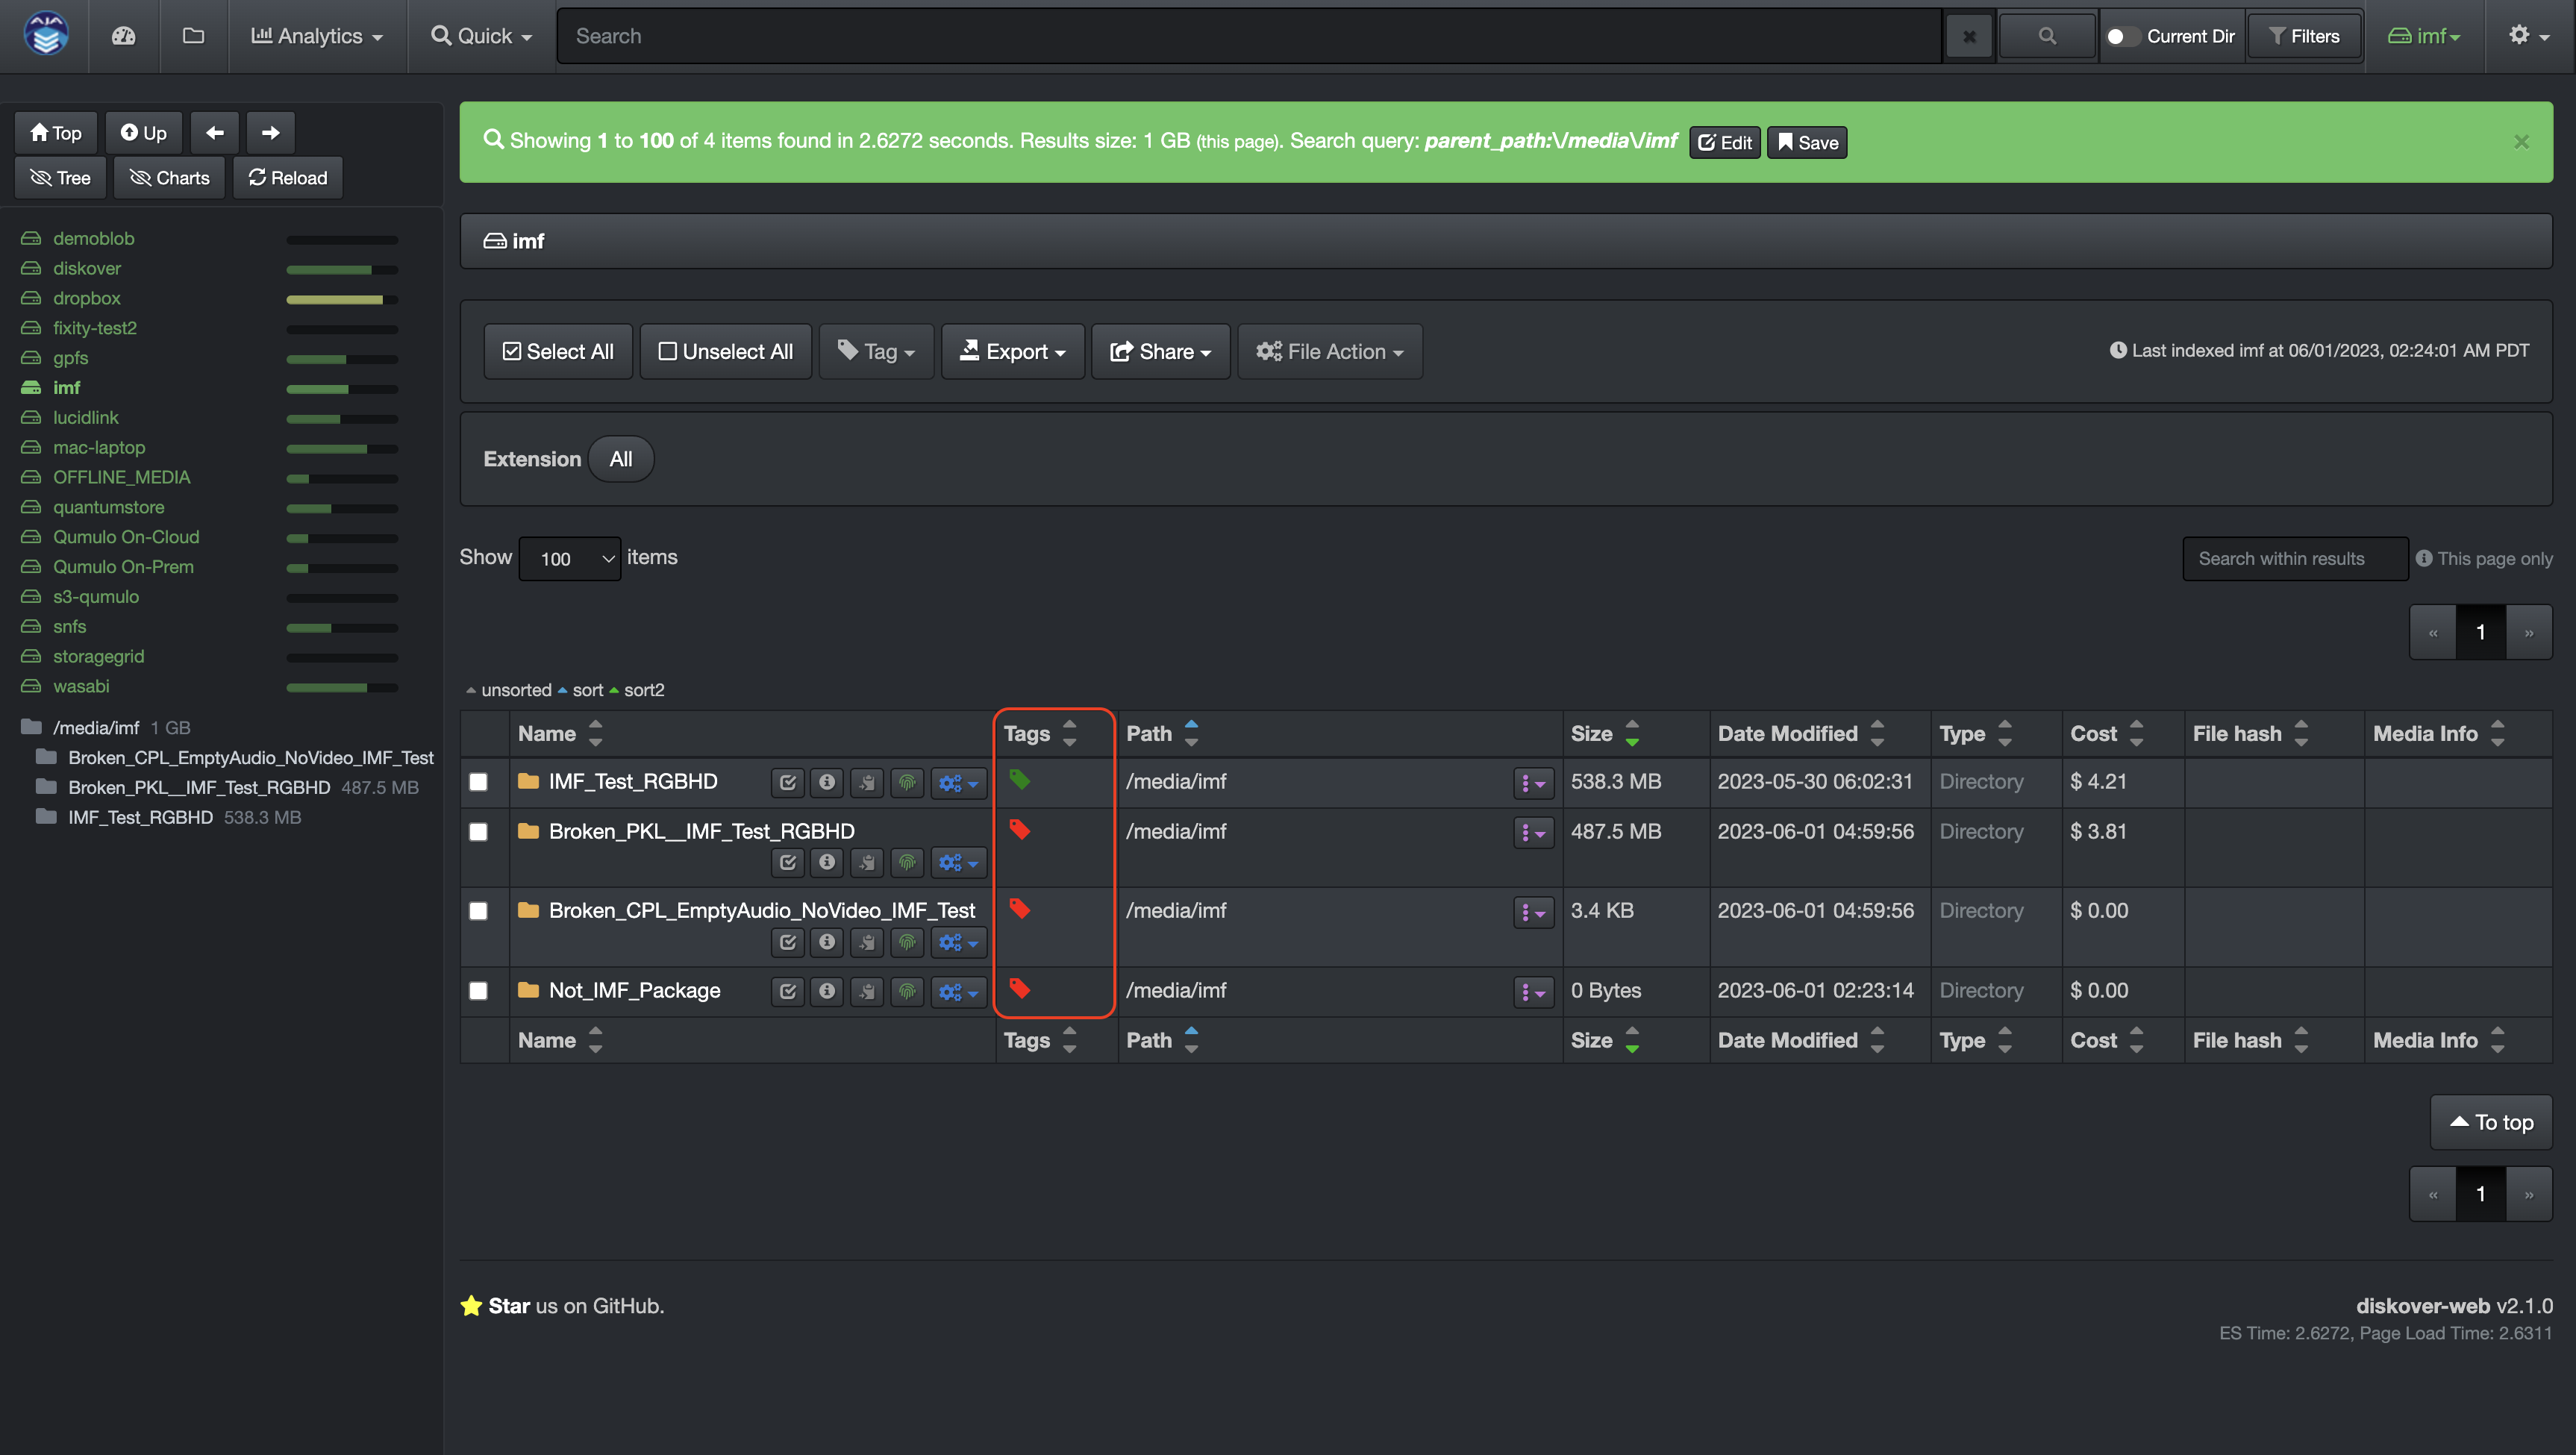 AJA
Analytics
Quick
Search
Current Dir
Filters
imf
Top
Up
Tree
Charts
Reload
demoblob
diskover
dropbox
fixity-test2
gpfs
imf
lucidlink
mac-laptop
OFFLINE_MEDIA
quantumstore
Qumulo On-Cloud
Qumulo On-Prem
s3-qumulo
snfs
storagegrid
wasabi
/media/imf 1 GB
Broken_CPL_EmptyAudio_NoVideo_IMF_Test
Broken_PKL__IMF_Test_RGBHD 487.5 MB
IMF_Test_RGBHD 538.3 MB
Showing 1 to 100 of 4 items found in 2.6272 seconds. Results size: 1 GB (this page). Search query: parent_path:\/media\/imf Edit Save
imf
Select All Unselect All Tag Export Share File Action
Last indexed imf at 06/01/2023, 02:24:01 AM PDT
Extension All
Show 100 items
Search within results This page only
« 1 »
unsorted sort sort2
Name Tags Path Size Date Modified Type Cost File hash Media Info
IMF_Test_RGBHD /media/imf 538.3 MB 2023-05-30 06:02:31 Directory $ 4.21
Broken_PKL__IMF_Test_RGBHD /media/imf 487.5 MB 2023-06-01 04:59:56 Directory $ 3.81
Broken_CPL_EmptyAudio_NoVideo_IMF_Test /media/imf 3.4 KB 2023-06-01 04:59:56 Directory $ 0.00
Not_IMF_Package /media/imf 0 Bytes 2023-06-01 02:23:14 Directory $ 0.00
Name Tags Path Size Date Modified Type Cost File hash Media Info
To top
« 1 »
Star us on GitHub.
diskover-web v2.1.0
ES Time: 2.6272, Page Load Time: 2.6311